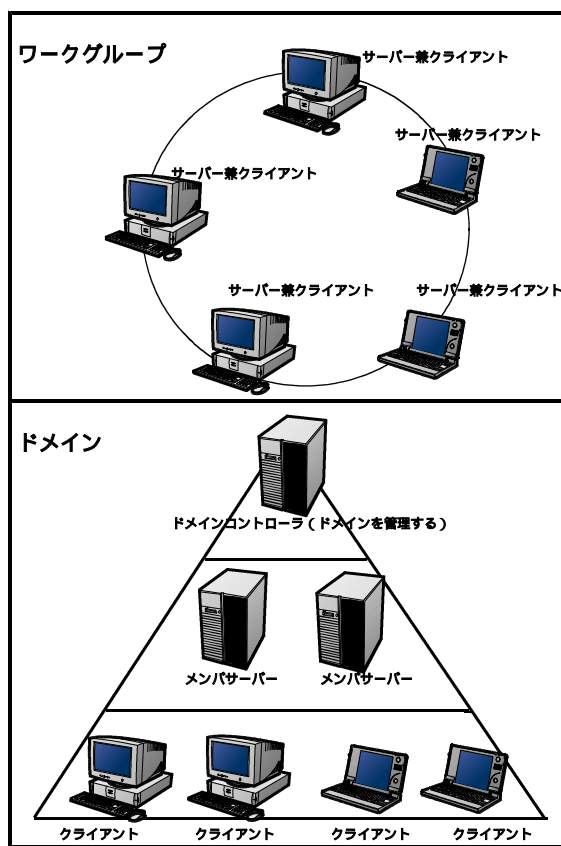 ワークグループ
サーバー兼クライアント
サーバー兼クライアント
サーバー兼クライアント
サーバー兼クライアント
サーバー兼クライアント
ドメイン
ドメインコントローラ（ドメインを管理する）
メンバサーバー
メンバサーバー
クライアント
クライアント
クライアント
クライアント